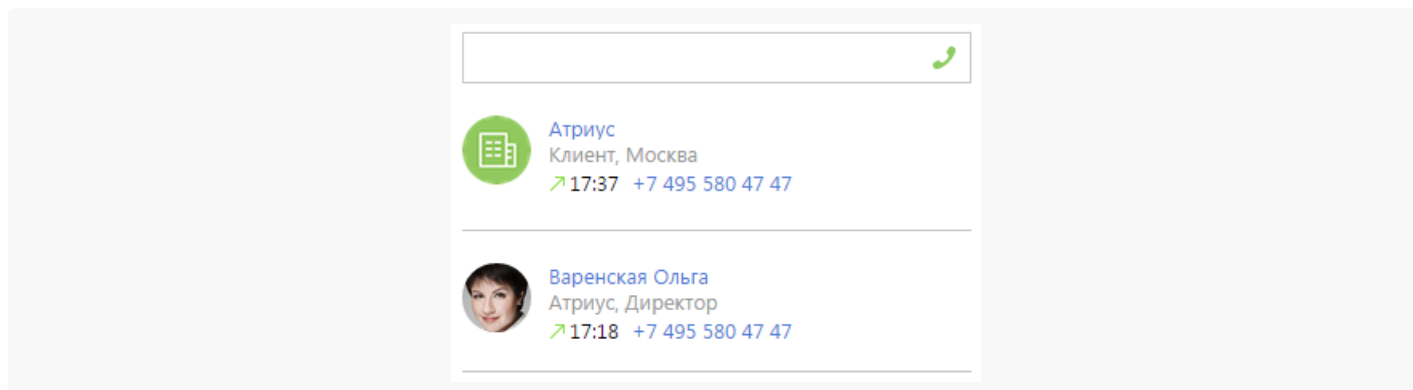 Атриус
Клиент, Москва
17:37 +7 495 580 47 47
Варенская Ольга
Атриус, Директор
17:18 +7 495 580 47 47